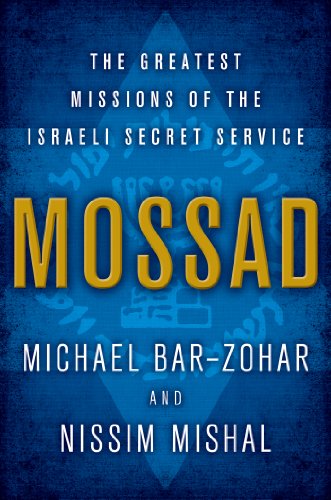 THE GREATEST
MISSIONS OF THE
ISRAELI SECRET SERVICE
MOSSAD
MICHAEL BAR-ZOHAR
AND
NISSIM MISHAL